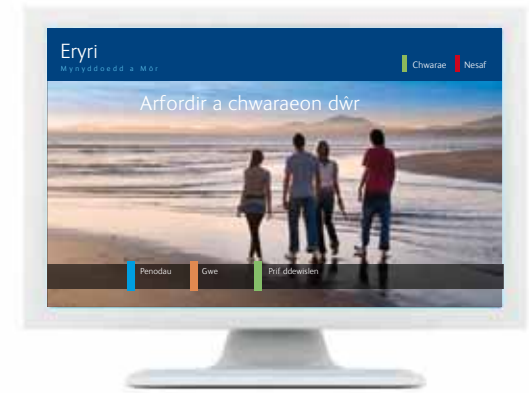 Eryri
Mynyddoedd a Môr
Chwarae
Nesaf
Arfordir a chwaraeon dŵr
Penodau
Gwe
Prif ddewislen